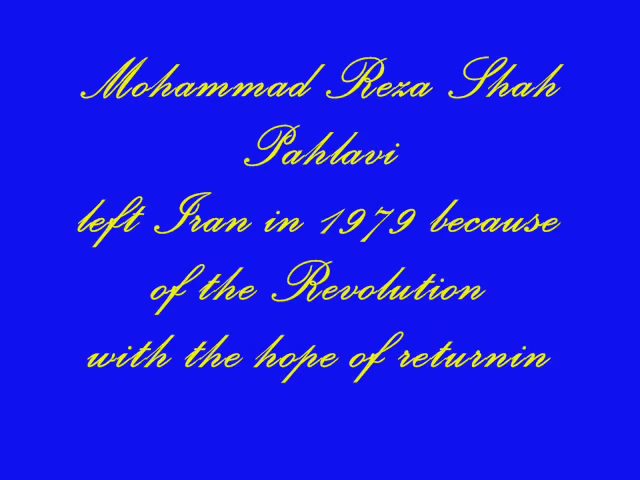 Mohammad Reza Shah
Pahlavi
left Iran in 1979 because
of the Revolution
with the hope of returnin